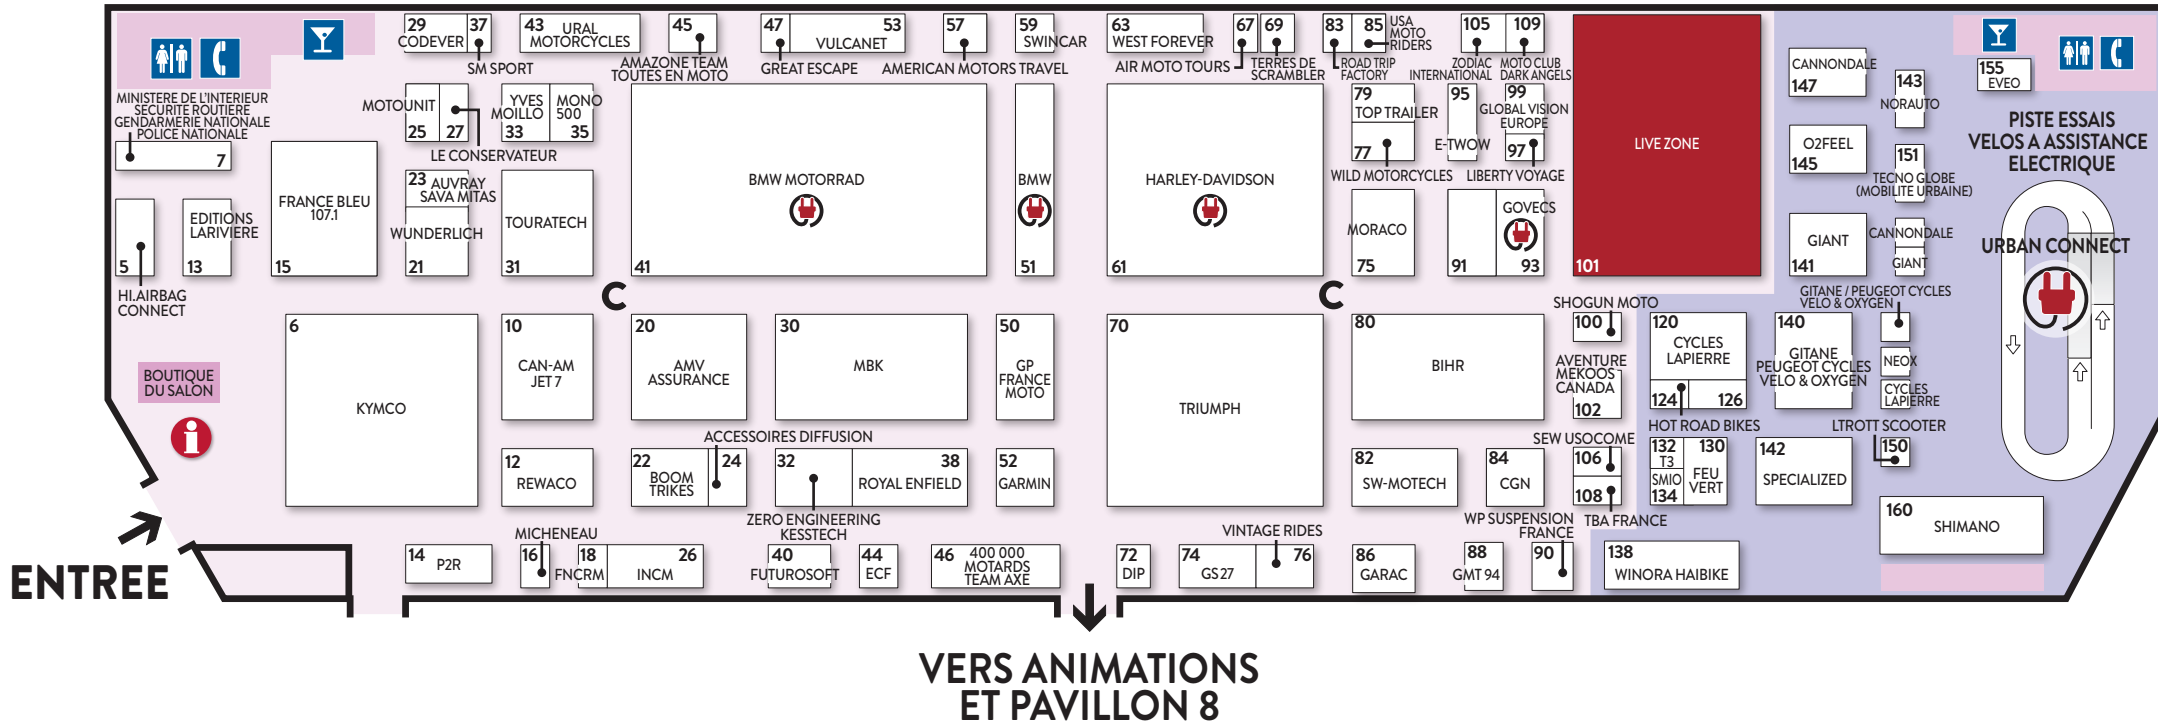 29
CODEVER
37
SM SPORT
43
URAL
MOTORCYCLES
45
AMAZONE TEAM
TOUTES EN MOTO
47
GREAT ESCAPE
53
VULCANET
57
AMERICAN MOTORS TRAVEL
59
SWINCAR
63
WEST FOREVER
67
AIR MOTO TOURS
69
TERRES DE
SCRAMBLER
83
ROAD TRIP
FACTORY
85
USA
MOTO
RIDERS
105
ZODIAC
INTERNATIONAL
109
MOTO CLUB
DARK ANGELS
MINISTERE DE L'INTERIEUR
SECURITE ROUTIERE
GENDARMERIE NATIONALE
POLICE NATIONALE
7
MOTOUNIT
25
27
LE CONSERVATEUR
YVES
MOILLO
33
MONO
500
35
5
HI.AIRBAG
CONNECT
EDITIONS
LARIVIERE
13
FRANCE BLEU
107.1
15
23
AUVRAY
SAVA MITAS
WUNDERLICH
21
TOURATECH
31
BMW MOTORRAD
41
BMW
51
HARLEY-DAVIDSON
61
79
TOP TRAILER
77
WILD MOTORCYCLES
95
E-TWOW
99
GLOBAL VISION
EUROPE
97
LIBERTY VOYAGE
MORACO
75
91
GOVECS
93
LIVE ZONE
101
CANNONDALE
147
143
NORAUTO
155
EVEO
O2FEEL
145
151
TECNO GLOBE
(MOBILITE URBAINE)
GIANT
141
CANNONDALE
GIANT
PISTE ESSAIS
VELOS A ASSISTANCE
ELECTRIQUE
URBAN CONNECT
C
C
GITANE / PEUGEOT CYCLES
VELO & OXYGEN
NEOX
CYCLES
LAPIERRE
BOUTIQUE
DU SALON
i
6
KYMCO
10
CAN-AM
JET 7
20
AMV
ASSURANCE
30
MBK
50
GP
FRANCE
MOTO
70
TRIUMPH
80
BIHR
SHOGUN MOTO
100
AVENTURE
MEKOOS
CANADA
102
120
CYCLES
LAPIERRE
124
126
HOT ROAD BIKES
140
GITANE
PEUGEOT CYCLES
VELO & OXYGEN
LTROTT SCOOTER
150
12
REWACO
ACCESSOIRES DIFFUSION
22
BOOM
TRIKES
24
32
ZERO ENGINEERING
KESSTECH
38
ROYAL ENFIELD
52
GARMIN
82
SW-MOTECH
84
CGN
SEW USOCOME
106
108
TBA FRANCE
132
T3
SMIO
134
130
FEU
VERT
142
SPECIALIZED
160
SHIMANO
14
P2R
MICHENEAU
16
18
FNCRM
26
INCM
40
FUTUROSOFT
44
ECF
46
400 000
MOTARDS
TEAM AXE
72
DIP
74
GS27
VINTAGE RIDES
76
86
GARAC
88
GMT 94
WP SUSPENSION
FRANCE
90
138
WINORA HAIBIKE
ENTREE
VERS ANIMATIONS
ET PAVILLON 8